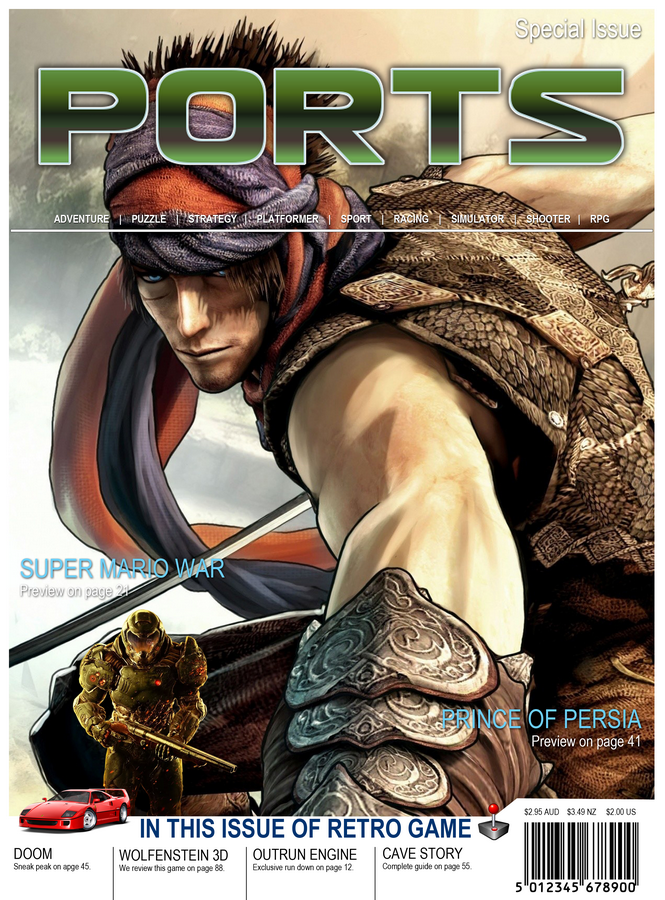 Special Issue
PORTS
ADVENTURE | PUZZLE | STRATEGY | PLATFORMER | SPORT | RACING | SIMULATOR | SHOOTER | RPG
SUPER MARIO WAR
Preview on page 21
PRINCE OF PERSIA
Preview on page 41
IN THIS ISSUE OF RETRO GAME
DOOM
Sneak peak on apge 45.
WOLFENSTEIN 3D
We review this game on page 88.
OUTRUN ENGINE
Exclusive run down on page 12.
CAVE STORY
Complete guide on page 55.
$2.95 AUD $3.49 NZ $2.00 US
5 012345 678900